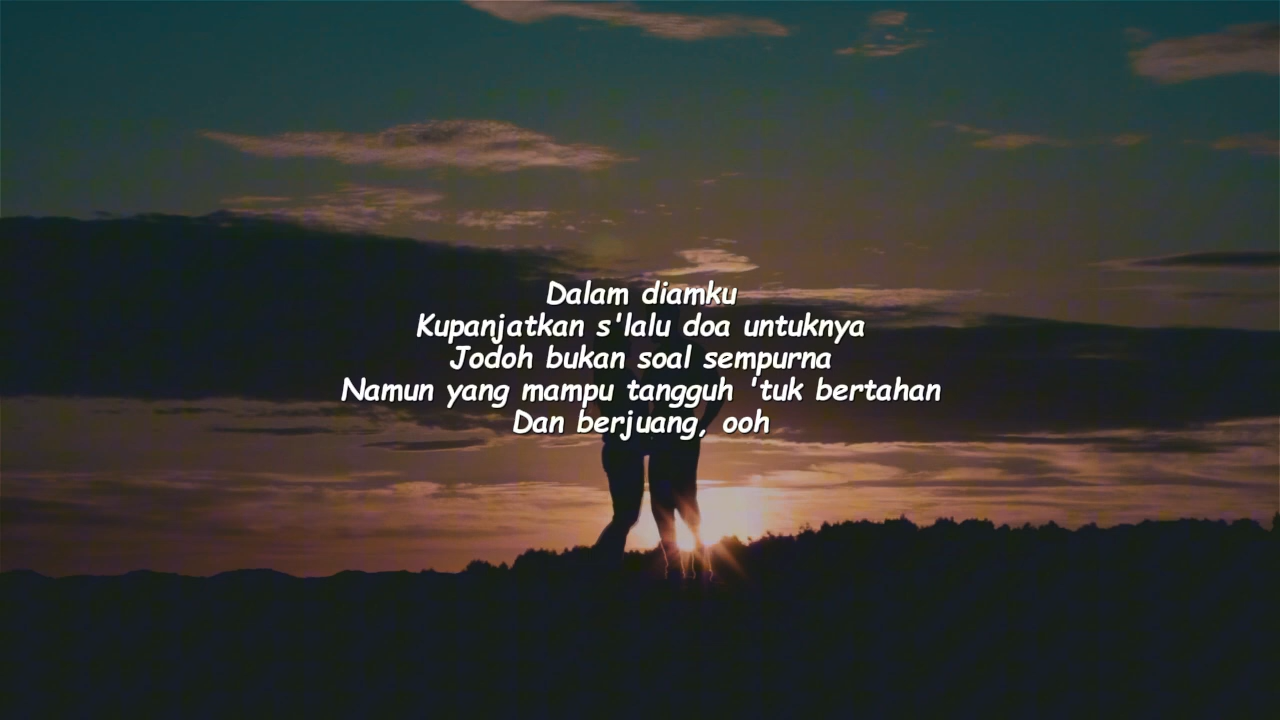 Dalam diamku
Kupanjatkan s'lalu doa untuknya
Jodoh bukan soal sempurna
Namun yang mampu tangguh 'tuk bertahan
Dan berjuang, ooh